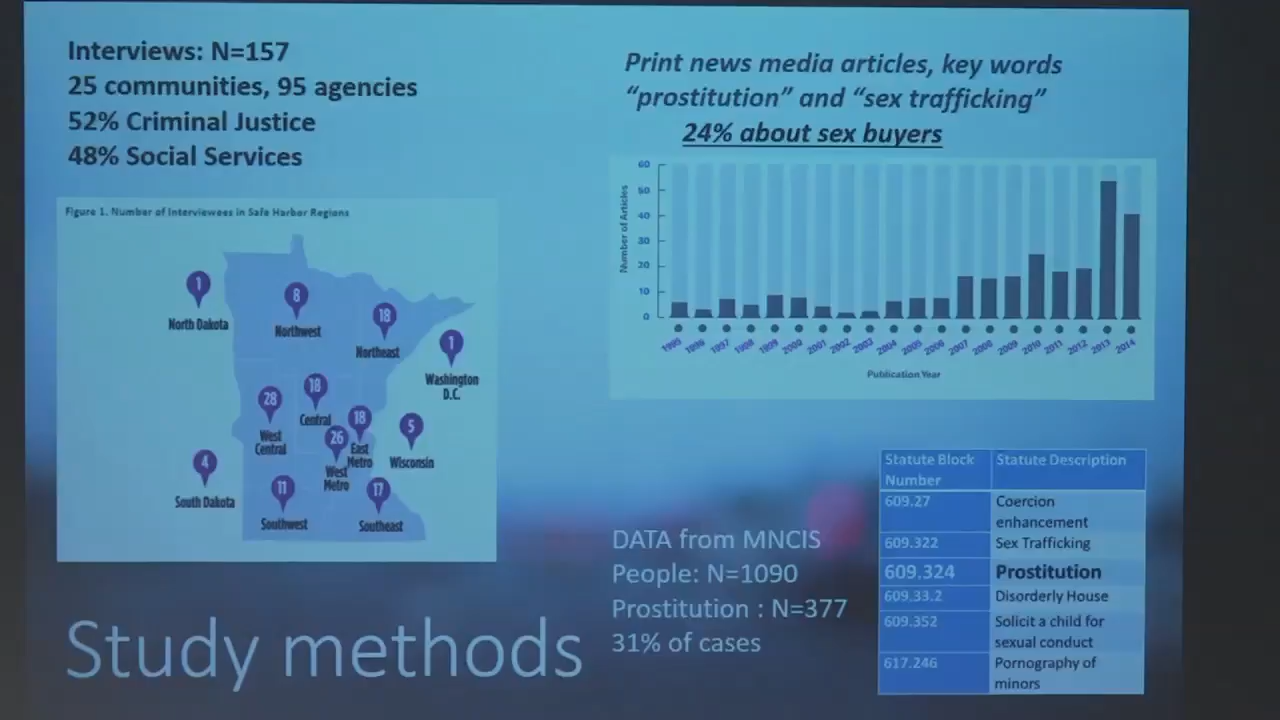 Interviews: N=157
25 communities, 95 agencies
52% Criminal Justice
48% Social Services
Figure 1. Number of Interviewees in Safe Harbor Regions
1
North Dakota
8
Northwest
18
Northeast
1
Washington
D.C.
28
West
Central
18
Central
26
West
Metro
18
East
Metro
5
Wisconsin
4
South Dakota
11
Southwest
17
Southeast
Study methods
Print news media articles, key words
“prostitution” and “sex trafficking”
24% about sex buyers
Number of Articles
60
50
40
30
20
10
0
1995 1996 1997 1998 1999 2000 2001 2002 2003 2004 2005 2006 2007 2008 2009 2010 2011 2012 2013 2014
Publication Year
DATA from MNCIS
People: N=1090
Prostitution : N=377
31% of cases
Statute Block Number Statute Description
609.27 Coercion enhancement
609.322 Sex Trafficking
609.324 Prostitution
609.33.2 Disorderly House
609.352 Solicit a child for sexual conduct
617.246 Pornography of minors